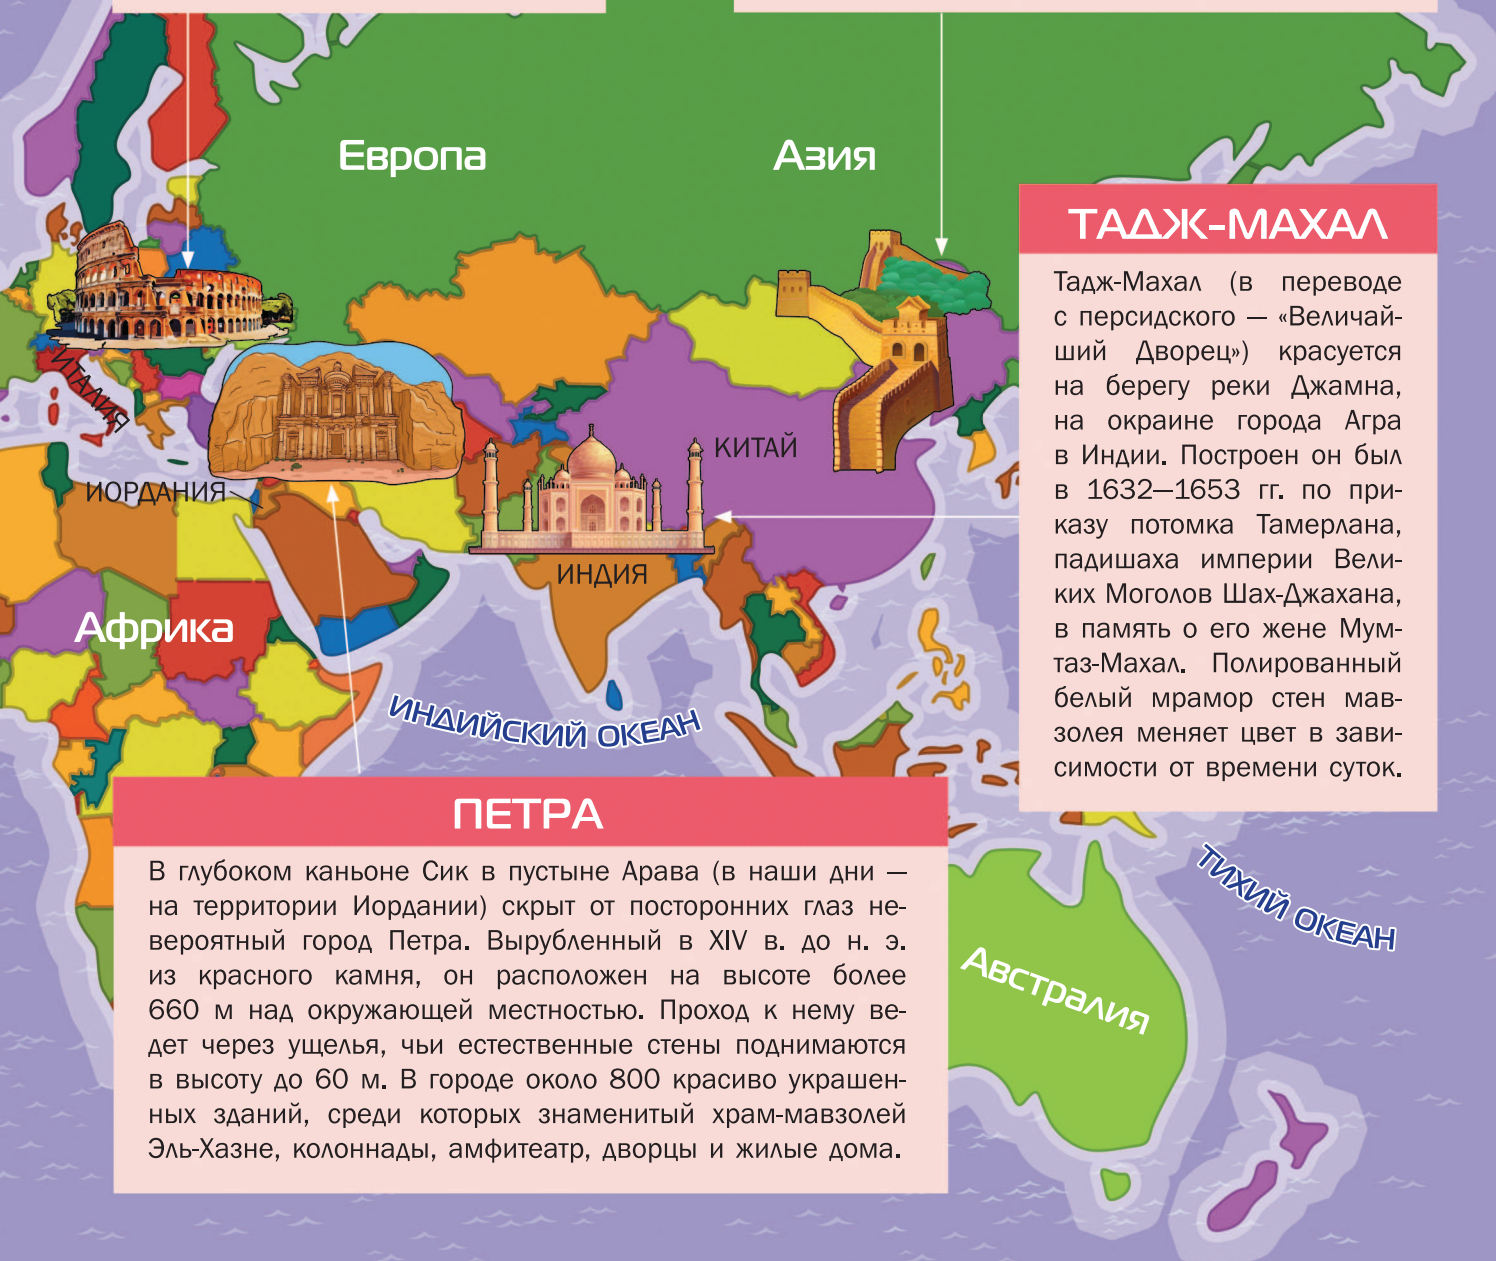 Европа
Азия
ТАДЖ-МАХАЛ
Тадж-Махал (в переводе
с персидского — «Величай-
ший Дворец») красуется
на берегу реки Джамна,
на окраине города Агра
в Индии. Построен он был
в 1632—1653 гг. по при-
казу потомка Тамерлана,
падишаха империи Вели-
ких Моголов Шах-Джахана,
в память о его жене Мум-
таз-Махал. Полированный
белый мрамор стен мав-
золея меняет цвет в зави-
симости от времени суток.
ИТАЛИЯ
КИТАЙ
ИОРДАНИЯ
ИНДИЯ
Африка
ИНДИЙСКИЙ ОКЕАН
ПЕТРА
В глубоком каньоне Сик в пустыне Арава (в наши дни —
на территории Иордании) скрыт от посторонних глаз не-
вероятный город Петра. Вырубленный в XIV в. до н. э.
из красного камня, он расположен на высоте более
660 м над окружающей местностью. Проход к нему ве-
дет через ущелья, чьи естественные стены поднимаются
в высоту до 60 м. В городе около 800 красиво украшен-
ных зданий, среди которых знаменитый храм-мавзолей
Эль-Хазне, колоннады, амфитеатр, дворцы и жилые дома.
ТИХИЙ ОКЕАН
Австралия